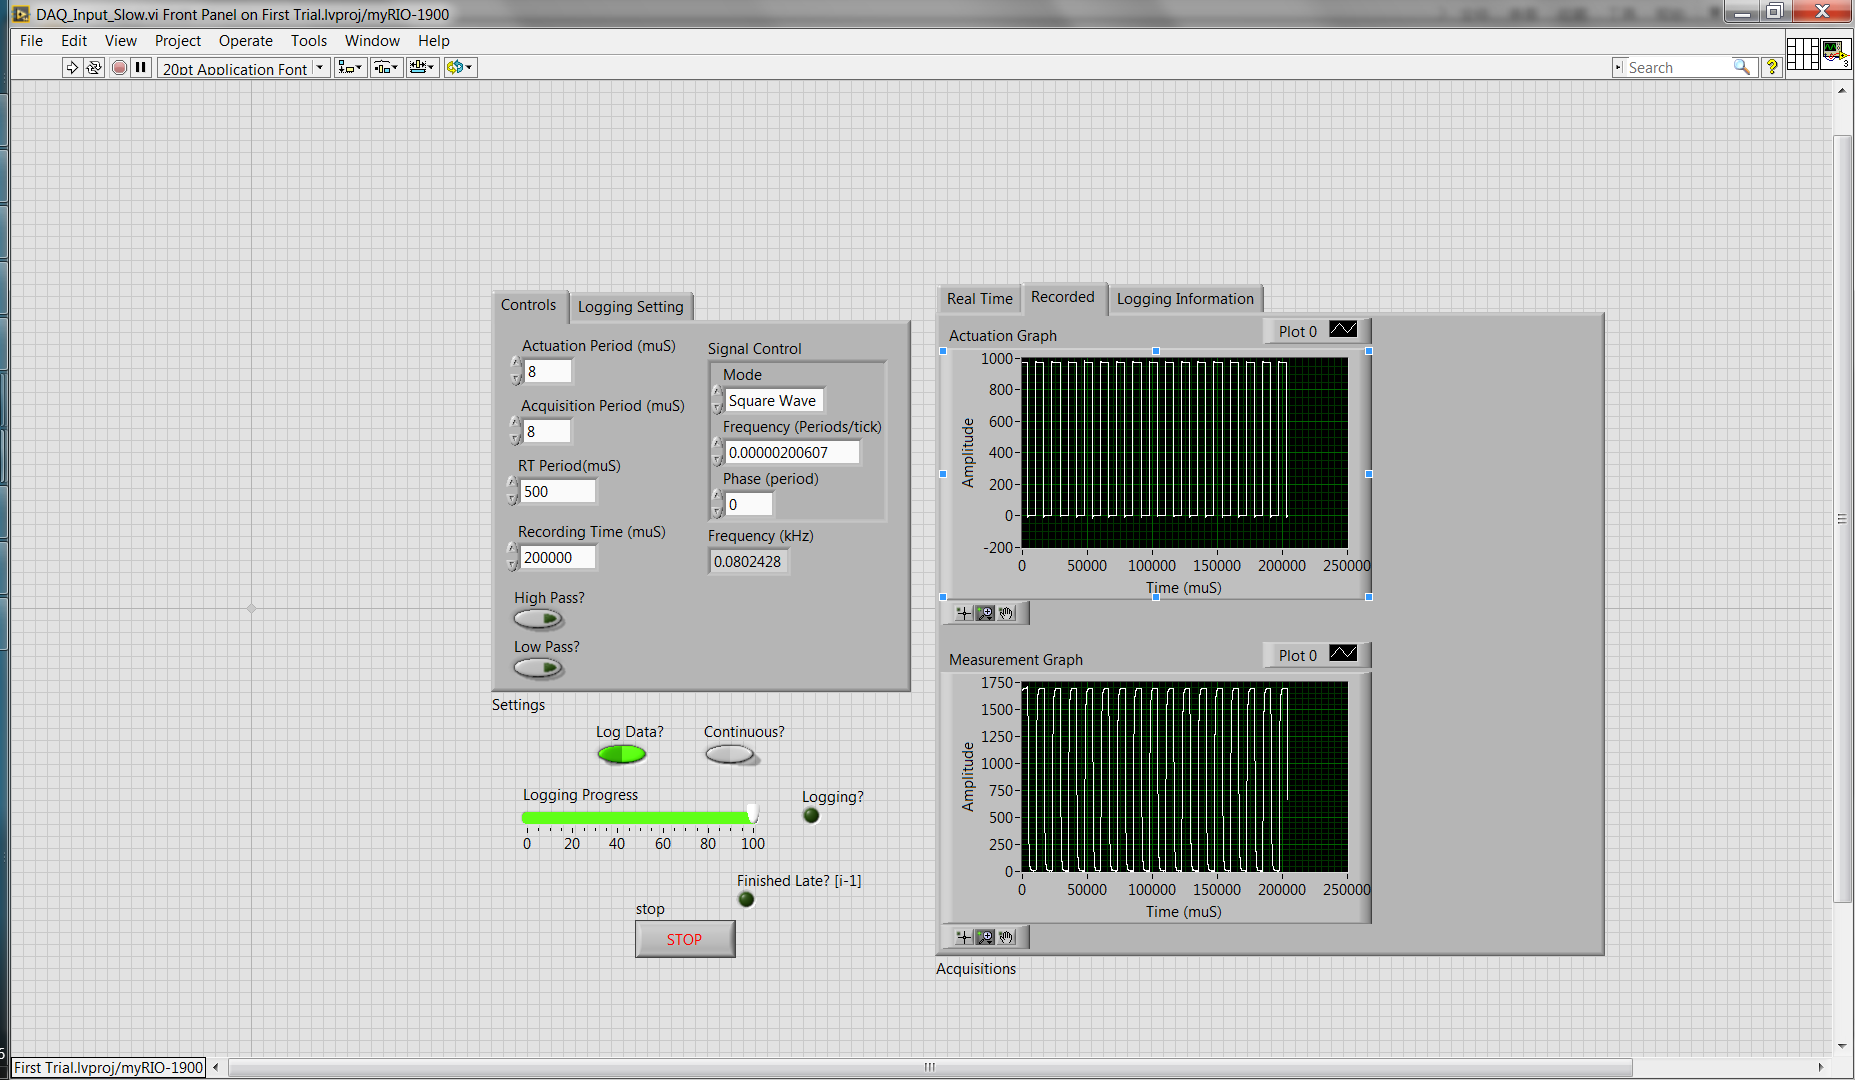 DAQ_Input_Slow.vi Front Panel on First Trial.lvproj/myRIO-1900
File Edit View Project Operate Tools Window Help
20pt Application Font
Search
?
3
Controls Logging Setting
Actuation Period (muS)
8
Acquisition Period (muS)
8
RT Period(muS)
500
Recording Time (muS)
200000
High Pass?
Low Pass?
Signal Control
Mode
Square Wave
Frequency (Periods/tick)
0.00000200607
Phase (period)
0
Frequency (kHz)
0.0802428
Settings
Log Data? Continuous?
Logging Progress
0 20 40 60 80 100
Logging?
Finished Late? [i-1]
stop
STOP
Real Time Recorded Logging Information
Actuation Graph
Plot 0
Amplitude
1000
800
600
400
200
0
-200
0 50000 100000 150000 200000 250000
Time (muS)
Measurement Graph
Plot 0
Amplitude
1750
1500
1250
1000
750
500
250
0
0 50000 100000 150000 200000 250000
Time (muS)
Acquisitions
First Trial.lvproj/myRIO-1900